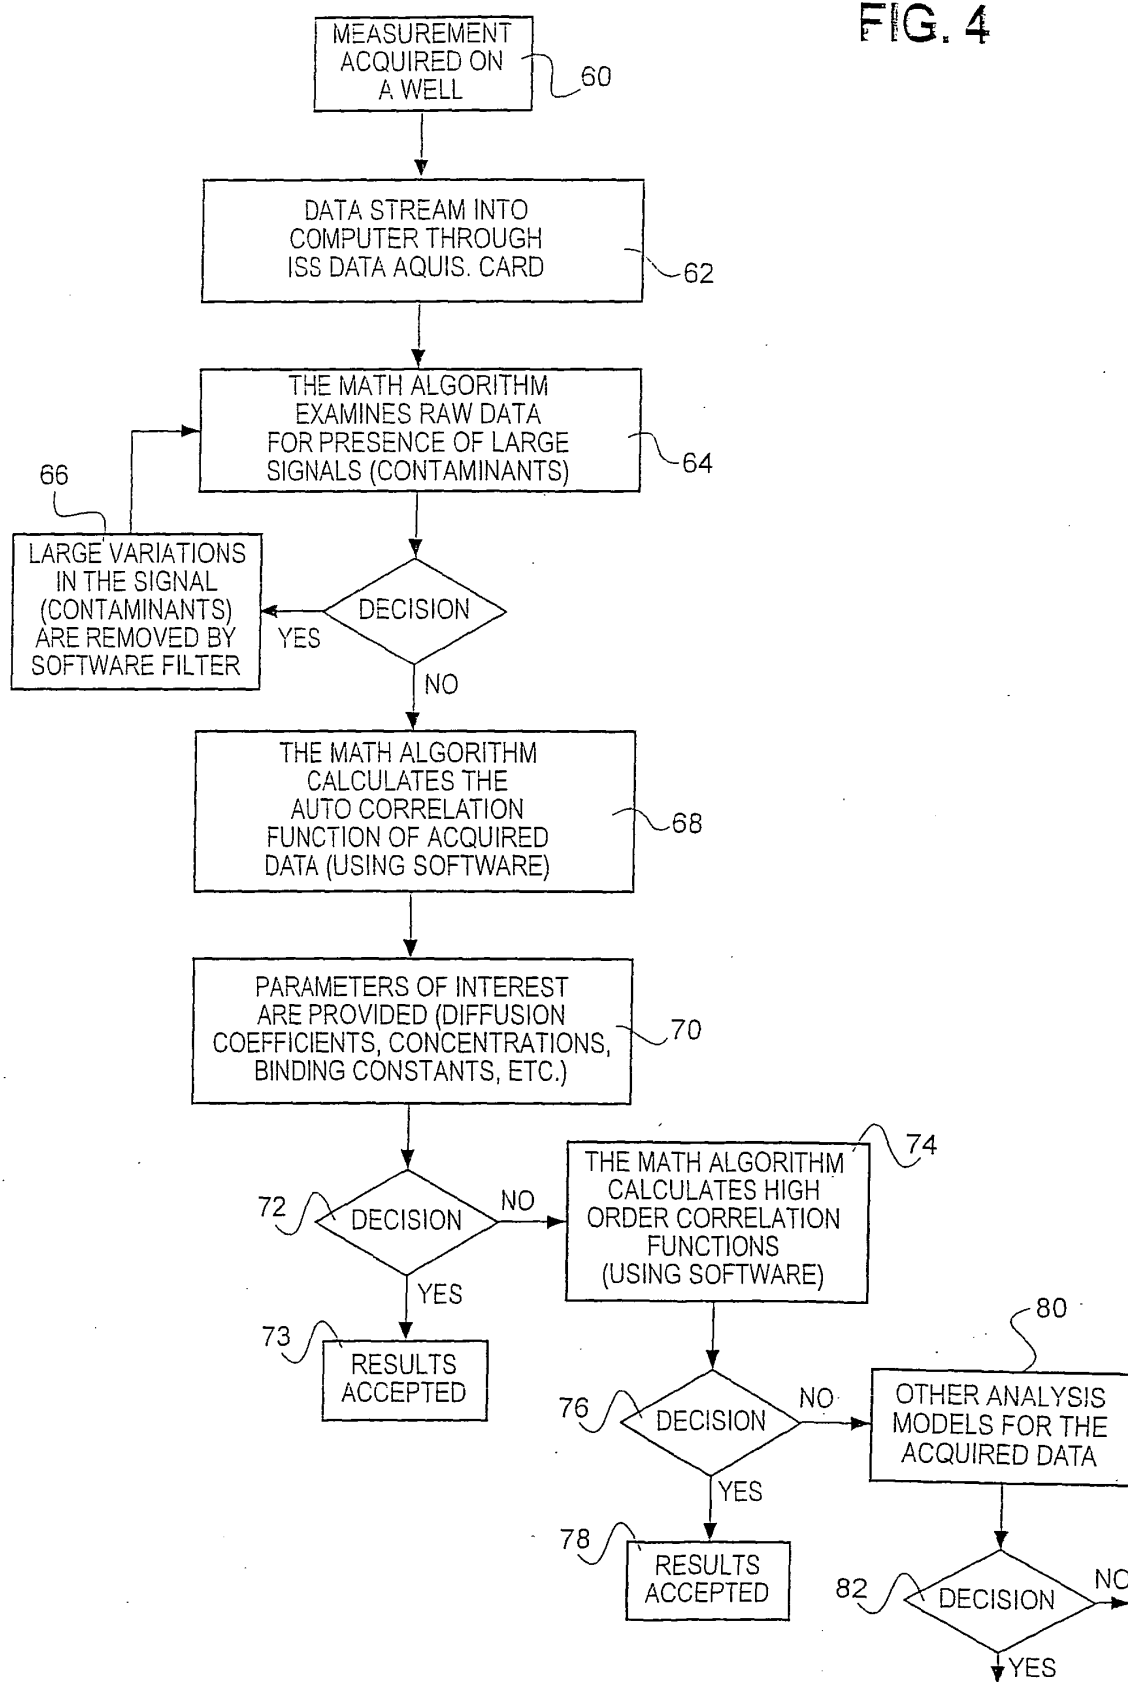 FIG. 4
MEASUREMENT
ACQUIRED ON
A WELL
60
DATA STREAM INTO
COMPUTER THROUGH
ISS DATA AQUIS. CARD
62
THE MATH ALGORITHM
EXAMINES RAW DATA
FOR PRESENCE OF LARGE
SIGNALS (CONTAMINANTS)
64
66
LARGE VARIATIONS
IN THE SIGNAL
(CONTAMINANTS)
ARE REMOVED BY
SOFTWARE FILTER
DECISION
YES
NO
THE MATH ALGORITHM
CALCULATES THE
AUTO CORRELATION
FUNCTION OF ACQUIRED
DATA (USING SOFTWARE)
68
PARAMETERS OF INTEREST
ARE PROVIDED (DIFFUSION
COEFFICIENTS, CONCENTRATIONS,
BINDING CONSTANTS, ETC.)
70
72
DECISION
NO
YES
74
THE MATH ALGORITHM
CALCULATES HIGH
ORDER CORRELATION
FUNCTIONS
(USING SOFTWARE)
73
RESULTS
ACCEPTED
76
DECISION
NO
YES
80
OTHER ANALYSIS
MODELS FOR THE
ACQUIRED DATA
78
RESULTS
ACCEPTED
82
DECISION
NO
YES